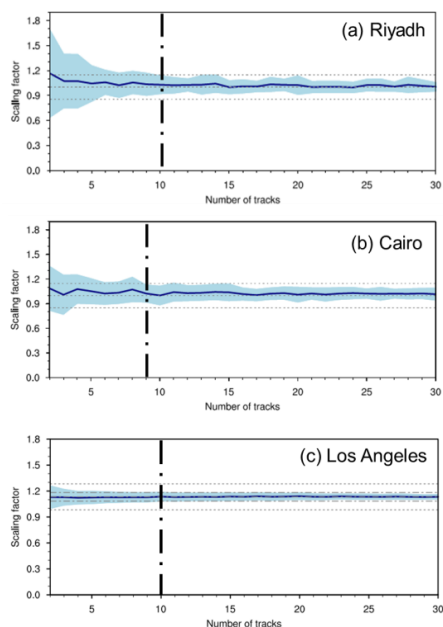 (a) Riyadh
Scaling factor
1.8
1.5
1.2
0.9
0.6
0.3
0.0
5 10 15 20 25 30
Number of tracks
(b) Cairo
Scaling factor
1.8
1.5
1.2
0.9
0.6
0.3
0.0
5 10 15 20 25 30
Number of tracks
(c) Los Angeles
Scaling factor
1.8
1.5
1.2
0.9
0.6
0.3
0.0
5 10 15 20 25 30
Number of tracks